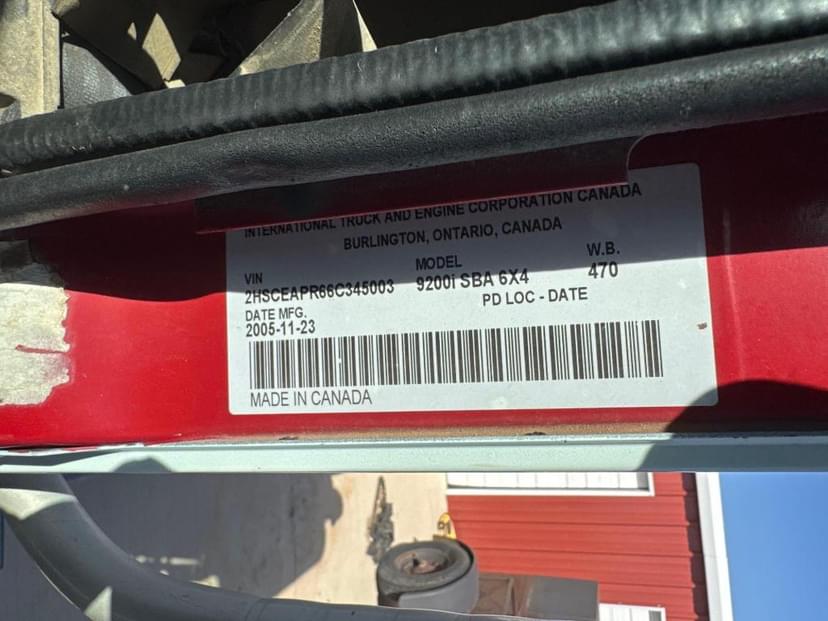 INTERNATIONAL TRUCK AND ENGINE CORPORATION CANADA
BURLINGTON, ONTARIO, CANADA
VIN MODEL W.B.
2HSCEAPR66C345003 9200i SBA 6X4 470
DATE MFG. PD LOC - DATE
2005-11-23
MADE IN CANADA